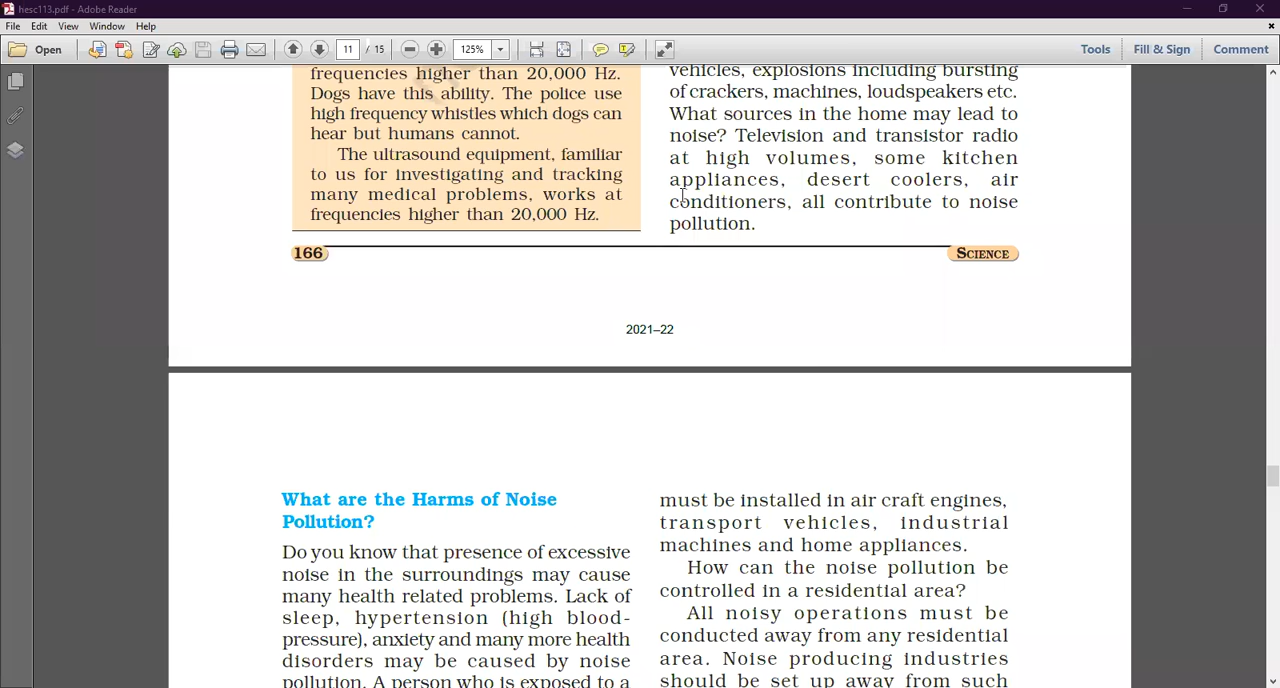 hesc113.pdf - Adobe Reader
File Edit View Window Help
Open 11 / 15 125% Tools Fill & Sign Comment
frequencies higher than 20,000 Hz.
Dogs have this ability. The police use
high frequency whistles which dogs can
hear but humans cannot.
The ultrasound equipment, familiar
to us for investigating and tracking
many medical problems, works at
frequencies higher than 20,000 Hz.
vehicles, explosions including bursting
of crackers, machines, loudspeakers etc.
What sources in the home may lead to
noise? Television and transistor radio
at high volumes, some kitchen
appliances, desert coolers, air
conditioners, all contribute to noise
pollution.
166 SCIENCE
2021–22
What are the Harms of Noise
Pollution?
Do you know that presence of excessive
noise in the surroundings may cause
many health related problems. Lack of
sleep, hypertension (high blood-
pressure), anxiety and many more health
disorders may be caused by noise
pollution. A person who is exposed to a
must be installed in air craft engines,
transport vehicles, industrial
machines and home appliances.
How can the noise pollution be
controlled in a residential area?
All noisy operations must be
conducted away from any residential
area. Noise producing industries
should be set up away from such